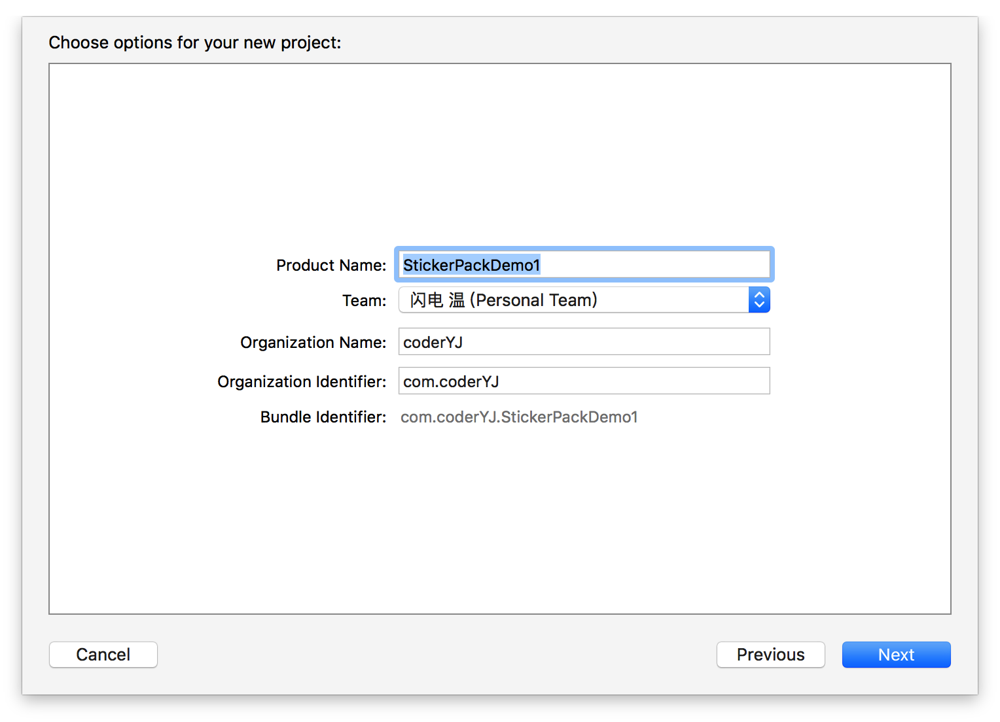 Choose options for your new project:
Product Name: StickerPackDemo1
Team: 闪电 温 (Personal Team)
Organization Name: coderYJ
Organization Identifier: com.coderYJ
Bundle Identifier: com.coderYJ.StickerPackDemo1
Cancel Previous Next